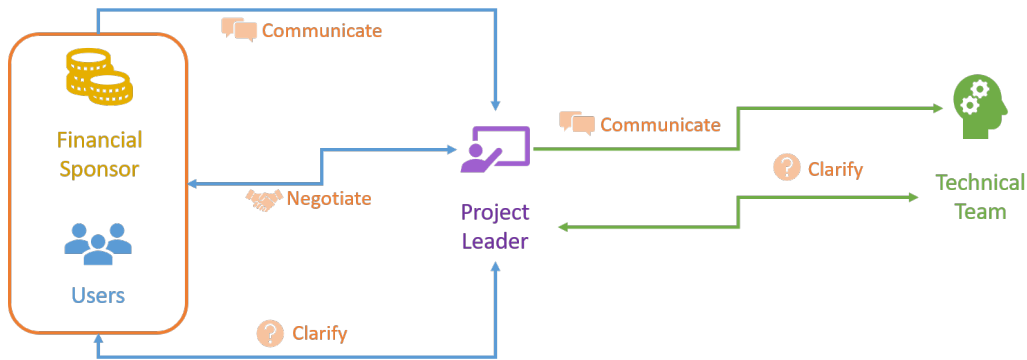 Communicate
Financial
Sponsor
Communicate
Clarify
Negotiate
Technical
Team
Project
Leader
Users
Clarify